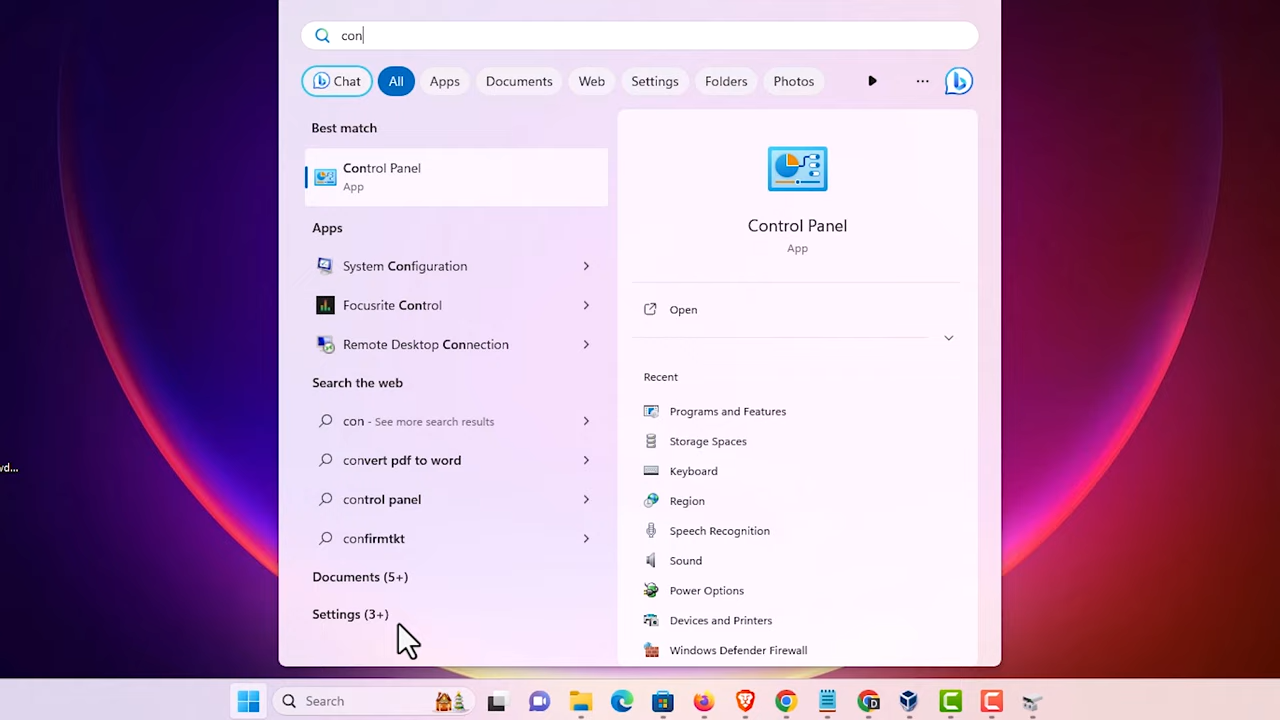 con
Chat All Apps Documents Web Settings Folders Photos
Best match
Control Panel
App
Apps
System Configuration
Focusrite Control
Remote Desktop Connection
Search the web
con - See more search results
convert pdf to word
control panel
confirmtkt
Documents (5+)
Settings (3+)
Control Panel
App
Open
Recent
Programs and Features
Storage Spaces
Keyboard
Region
Speech Recognition
Sound
Power Options
Devices and Printers
Windows Defender Firewall
vd...
Search